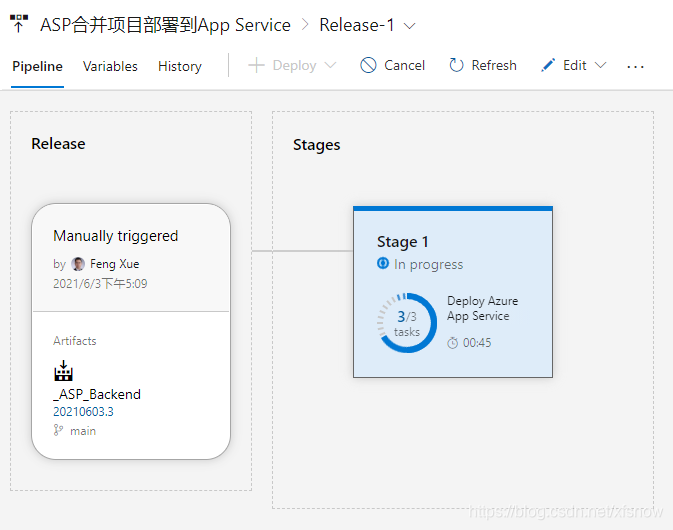 ASP合并项目部署到App Service > Release-1
Pipeline Variables History Deploy Cancel Refresh Edit ...
Release
Stages
Manually triggered
by Feng Xue
2021/6/3下午5:09
Artifacts
_ASP_Backend
20210603.3
main
Stage 1
In progress
3/3
tasks
Deploy Azure
App Service
00:45
https://blog.csdn.net/xfsnow